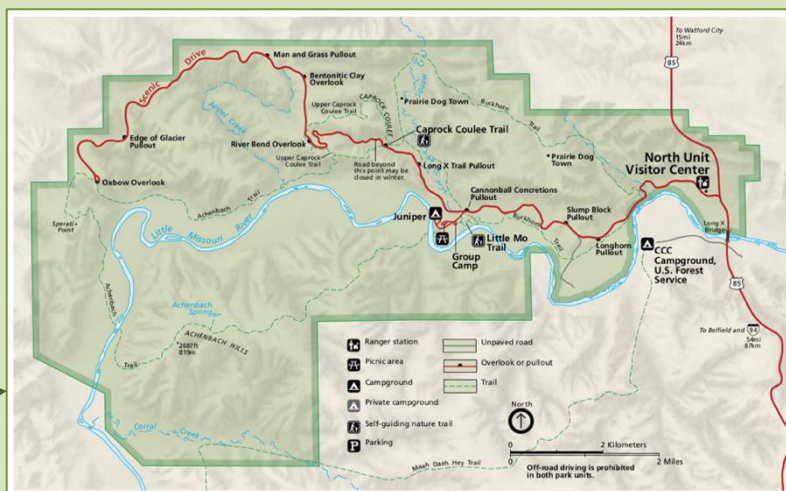 To Watford City
15mi
24km
85
Man and Grass Pullout
Scenic Drive
Bentonitic Clay
Overlook
Upper Caprock
Coulee Trail
CAPROCK COULEE
Prairie Dog Town
Buckhorn
Trail
Caprock Coulee Trail
Edge of Glacier
Pullout
River Bend Overlook
Upper Caprock
Coulee Trail
Road beyond
this point may be
closed in winter.
Long X Trail Pullout
Prairie Dog
Town
North Unit
Visitor Center
Oxbow Overlook
Achenbach Trail
Cannonball Concretions
Pullout
Sperati
Point
Juniper
Buckhorn
Trail
Slump Block
Pullout
Little Missouri River
Little Mo
Trail
Group
Camp
Longhorn
Pullout
Long X
Bridge
CCC
Campground,
U.S. Forest
Service
85
Achenbach
Trail
Achenbach
Spring
ACHENBACH HILLS
2687ft
819m
To Belfield and 94
54mi
87km
Ranger station
Unpaved road
Picnic area
Overlook or pullout
Campground
Trail
Private campground
Self-guiding nature trail
P
Parking
North
0 2 Kilometers
0 2 Miles
Off-road driving is prohibited
in both park units.
Corral Creek
Maah Daah Hey Trail